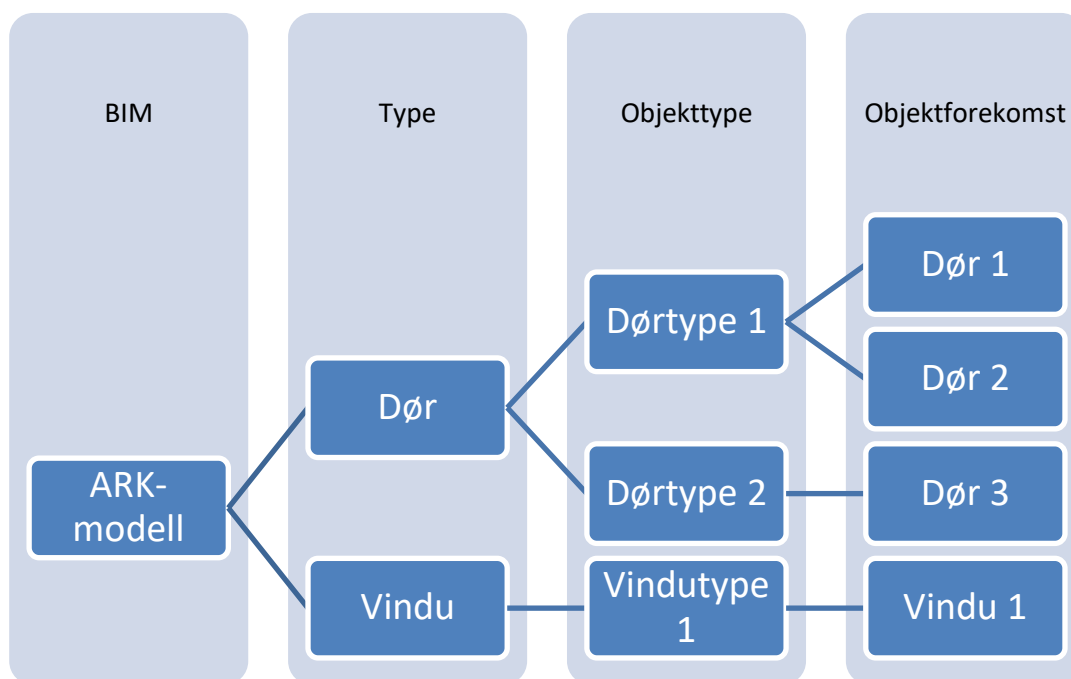 BIM
Type
Objekttype
Objektforekomst
ARK-
modell
Dør
Vindu
Dørtype 1
Dørtype 2
Vindutype
1
Dør 1
Dør 2
Dør 3
Vindu 1